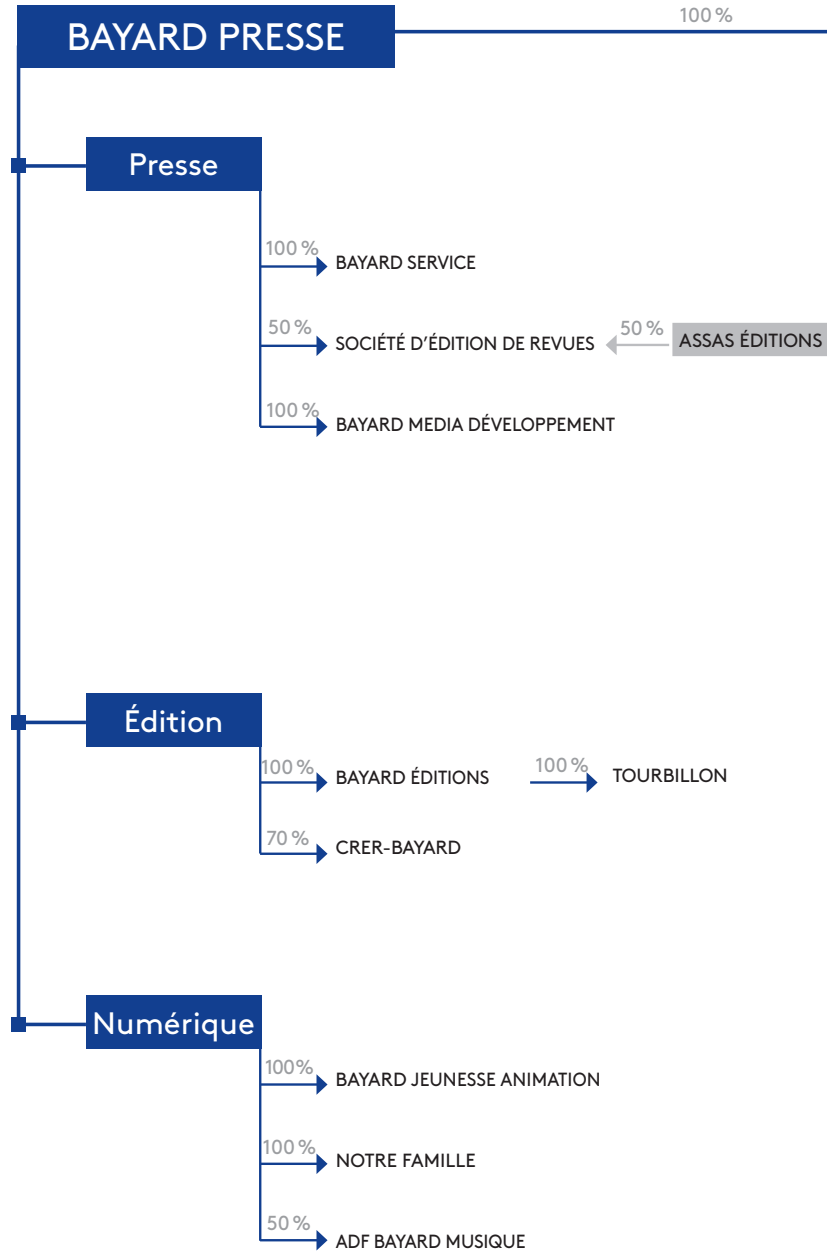 BAYARD PRESSE
100 %
Presse
100 %
BAYARD SERVICE
50 %
SOCIÉTÉ D'ÉDITION DE REVUES
50 %
ASSAS ÉDITIONS
100 %
BAYARD MEDIA DÉVELOPPEMENT
Édition
100 %
BAYARD ÉDITIONS
100 %
TOURBILLON
70 %
CRER-BAYARD
Numérique
100%
BAYARD JEUNESSE ANIMATION
100 %
NOTRE FAMILLE
50 %
ADF BAYARD MUSIQUE